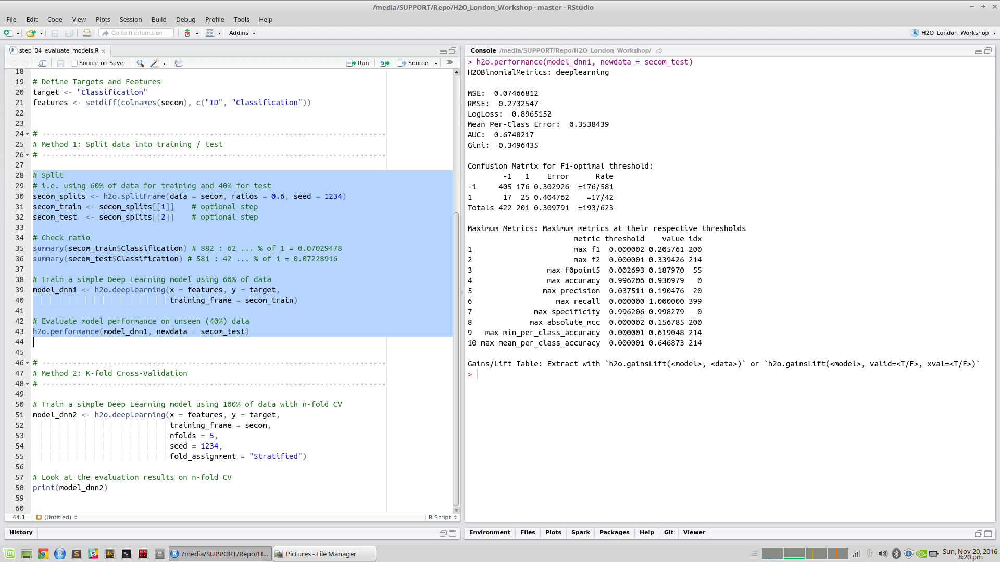 /media/SUPPORT/Repo/H2O_London_Workshop - master - RStudio
File Edit Code View Plots Session Build Debug Profile Tools Help
Go to file/function Addins H2O_London_Workshop
step_04_evaluate_models.R
Source on Save Run Source
18
19 # Define Targets and Features
20 target <- "Classification"
21 features <- setdiff(colnames(secom), c("ID", "Classification"))
22
23
24 # ------------------------------------------------------------------------------
25 # Method 1: Split data into training / test
26 # ------------------------------------------------------------------------------
27
28 # Split
29 # i.e. using 60% of data for training and 40% for test
30 secom_splits <- h2o.splitFrame(data = secom, ratios = 0.6, seed = 1234)
31 secom_train <- secom_splits[[1]]    # optional step
32 secom_test  <- secom_splits[[2]]    # optional step
33
34 # Check ratio
35 summary(secom_train$Classification) # 882 : 62 ... % of 1 = 0.07029478
36 summary(secom_test$Classification) # 581 : 42 ... % of 1 = 0.07228916
37
38 # Train a simple Deep Learning model using 60% of data
39 model_dnn1 <- h2o.deeplearning(x = features, y = target,
40                                training_frame = secom_train)
41
42 # Evaluate model performance on unseen (40%) data
43 h2o.performance(model_dnn1, newdata = secom_test)
44
45
46 # ------------------------------------------------------------------------------
47 # Method 2: K-fold Cross-Validation
48 # ------------------------------------------------------------------------------
49
50 # Train a simple Deep Learning model using 100% of data with n-fold CV
51 model_dnn2 <- h2o.deeplearning(x = features, y = target,
52                                training_frame = secom,
53                                nfolds = 5,
54                                seed = 1234,
55                                fold_assignment = "Stratified")
56
57 # Look at the evaluation results on n-fold CV
58 print(model_dnn2)
59
60
44:1 (Untitled) R Script
History
Console /media/SUPPORT/Repo/H2O_London_Workshop/
> h2o.performance(model_dnn1, newdata = secom_test)
H2OBinomialMetrics: deeplearning
MSE:  0.07466812
RMSE:  0.2732547
LogLoss:  0.8965152
Mean Per-Class Error:  0.3538439
AUC:  0.6748217
Gini:  0.3496435
Confusion Matrix for F1-optimal threshold:
        -1   1    Error      Rate
-1     405 176 0.302926  =176/581
1       17  25 0.404762    =17/42
Totals 422 201 0.309791  =193/623
Maximum Metrics: Maximum metrics at their respective thresholds
                        metric threshold    value idx
1                       max f1  0.000002 0.205761 200
2                       max f2  0.000001 0.339426 214
3                 max f0point5  0.002693 0.187970  55
4                 max accuracy  0.996206 0.930979   0
5                max precision  0.037511 0.190476  20
6                   max recall  0.000000 1.000000 399
7              max specificity  0.996206 0.998279   0
8             max absolute_mcc  0.000002 0.156785 200
9   max min_per_class_accuracy  0.000001 0.619048 214
10 max mean_per_class_accuracy  0.000001 0.646873 214
Gains/Lift Table: Extract with `h2o.gainsLift(<model>, <data>)` or `h2o.gainsLift(<model>, valid=<T/F>, xval=<T/F>)`
>
Environment Files Plots Spark Packages Help Git Viewer
/media/SUPPORT/Repo/H... Pictures - File Manager
Sun, Nov 20, 2016
8:20 pm